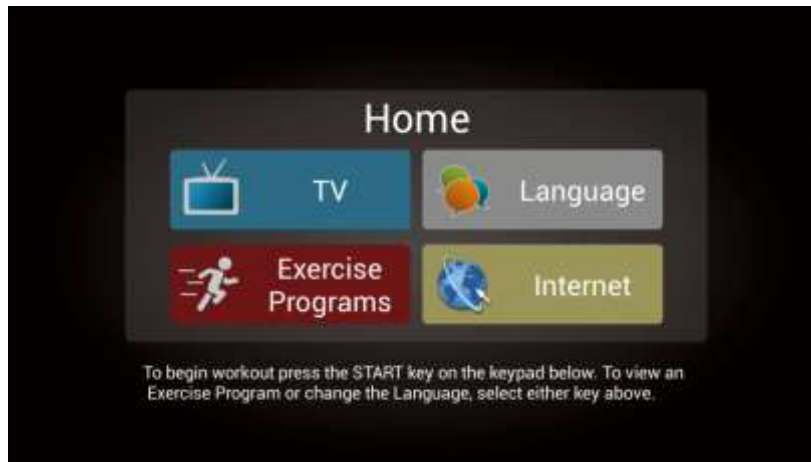 Home
TV
Language
Exercise
Programs
Internet
To begin workout press the START key on the keypad below. To view an
Exercise Program or change the Language, select either key above.